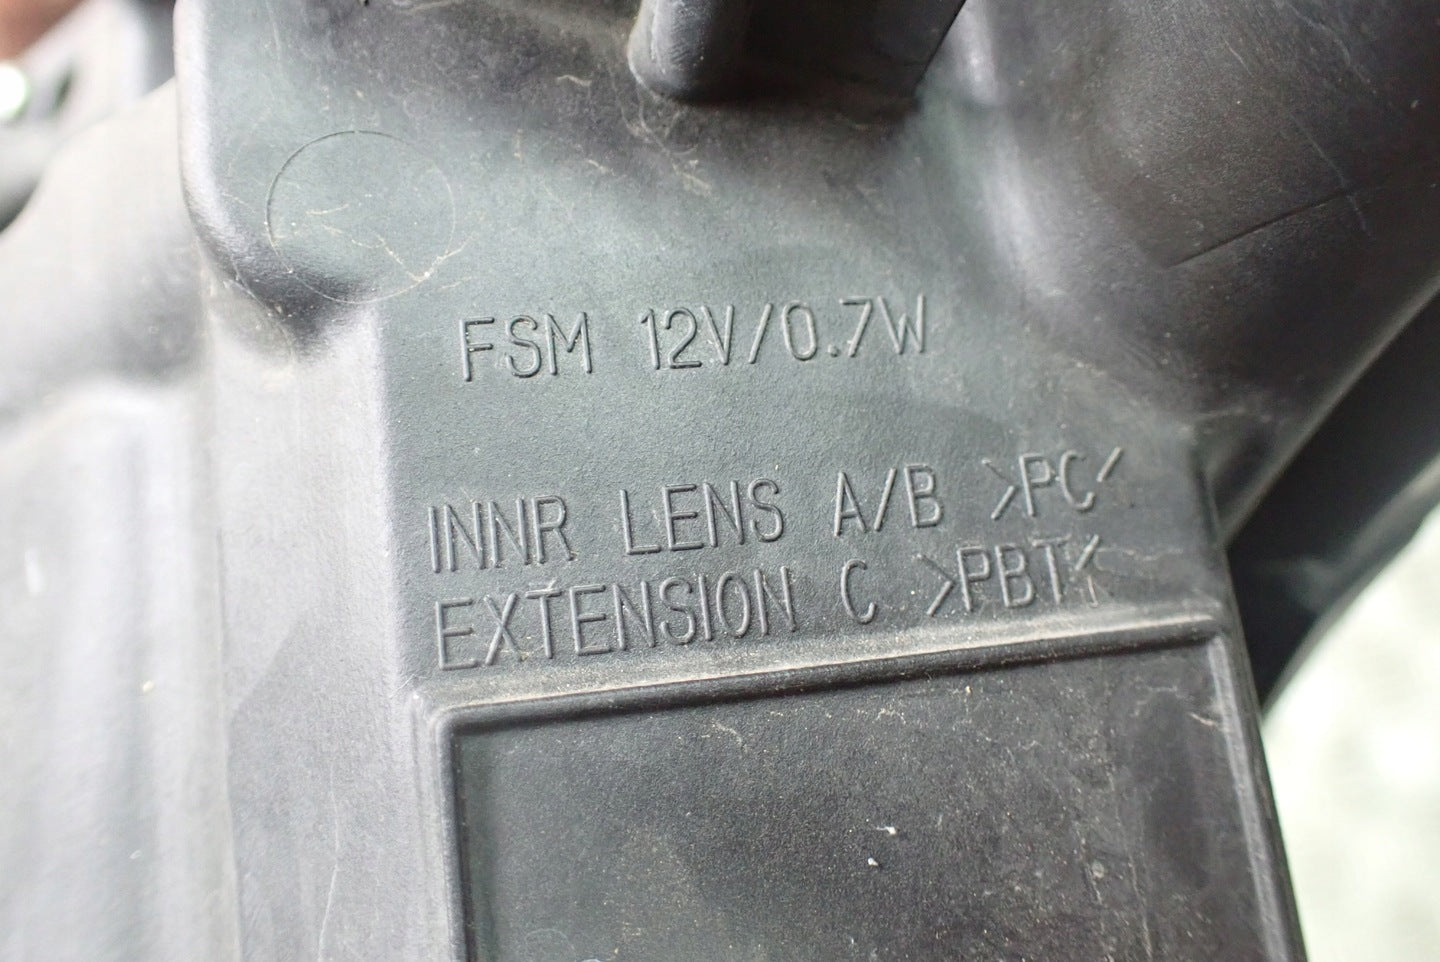 FSM 12V/0.7W
INNR LENS A/B >PC<
EXTENSION C >PBT<